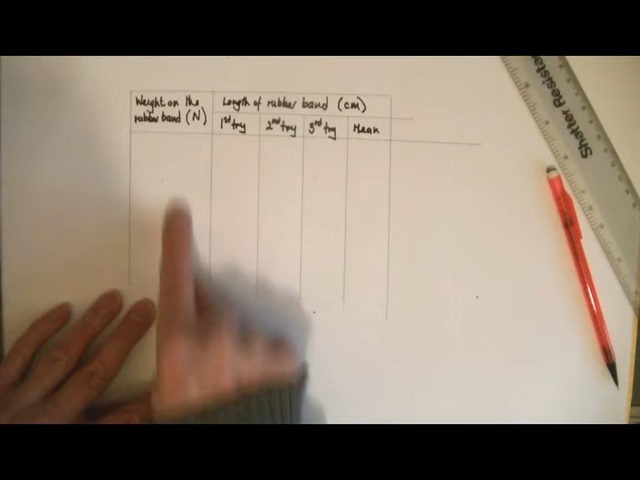 Weight on the
rubber band (N)
Length of rubber band (cm)
1st try 2nd try 3rd try Mean
Shatter Resistant